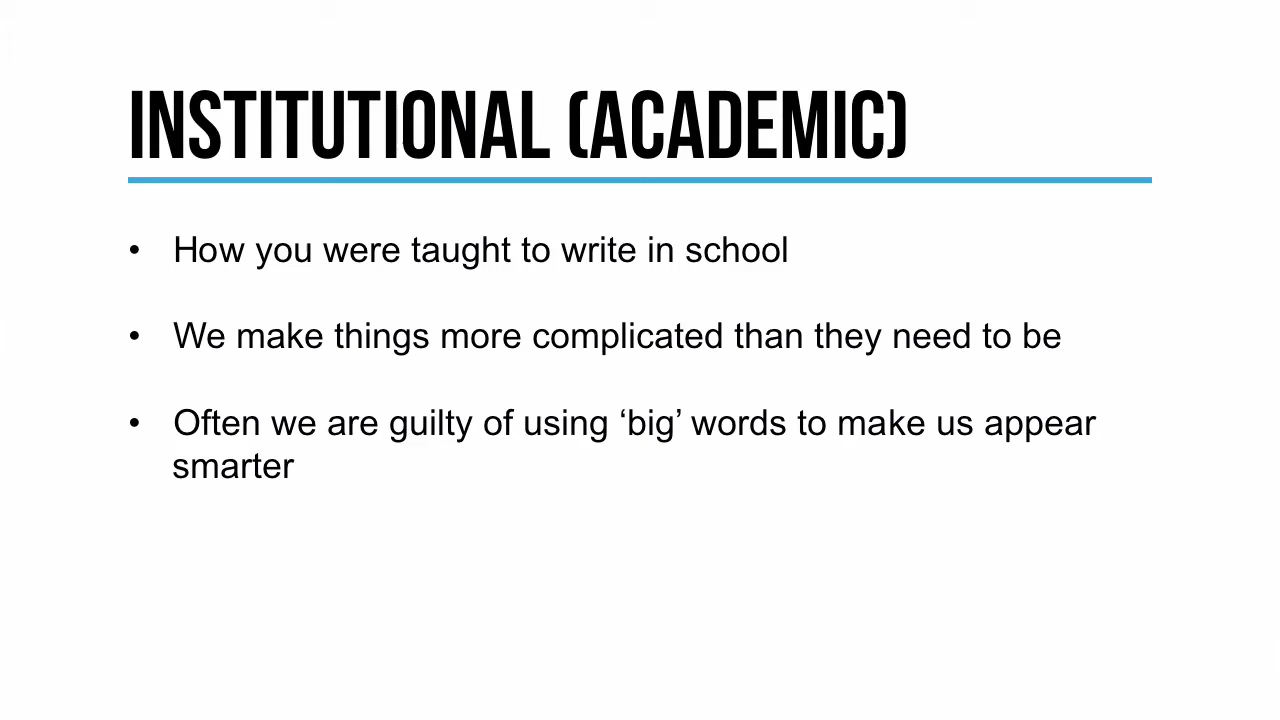 INSTITUTIONAL (ACADEMIC)
• How you were taught to write in school
• We make things more complicated than they need to be
• Often we are guilty of using ‘big’ words to make us appear
smarter